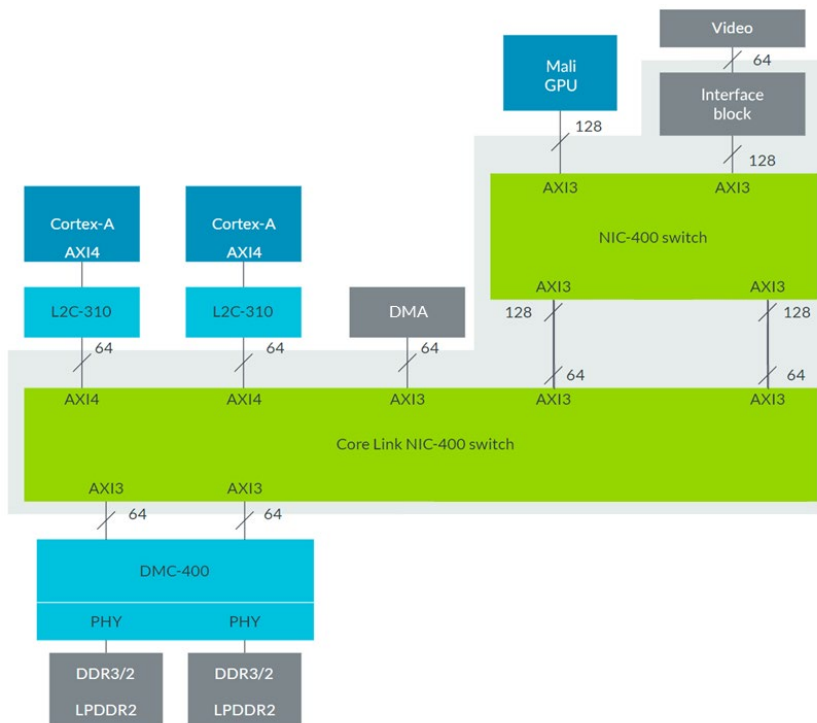 Video
64
Mali
GPU
Interface
block
128
128
AXI3 AXI3
NIC-400 switch
Cortex-A Cortex-A
AXI4 AXI4
AXI3 AXI3
L2C-310 L2C-310 DMA
128 128
64 64 64
64 64
AXI4 AXI4 AXI3 AXI3 AXI3
Core Link NIC-400 switch
AXI3 AXI3
64 64
DMC-400
PHY PHY
DDR3/2 DDR3/2
LPDDR2 LPDDR2